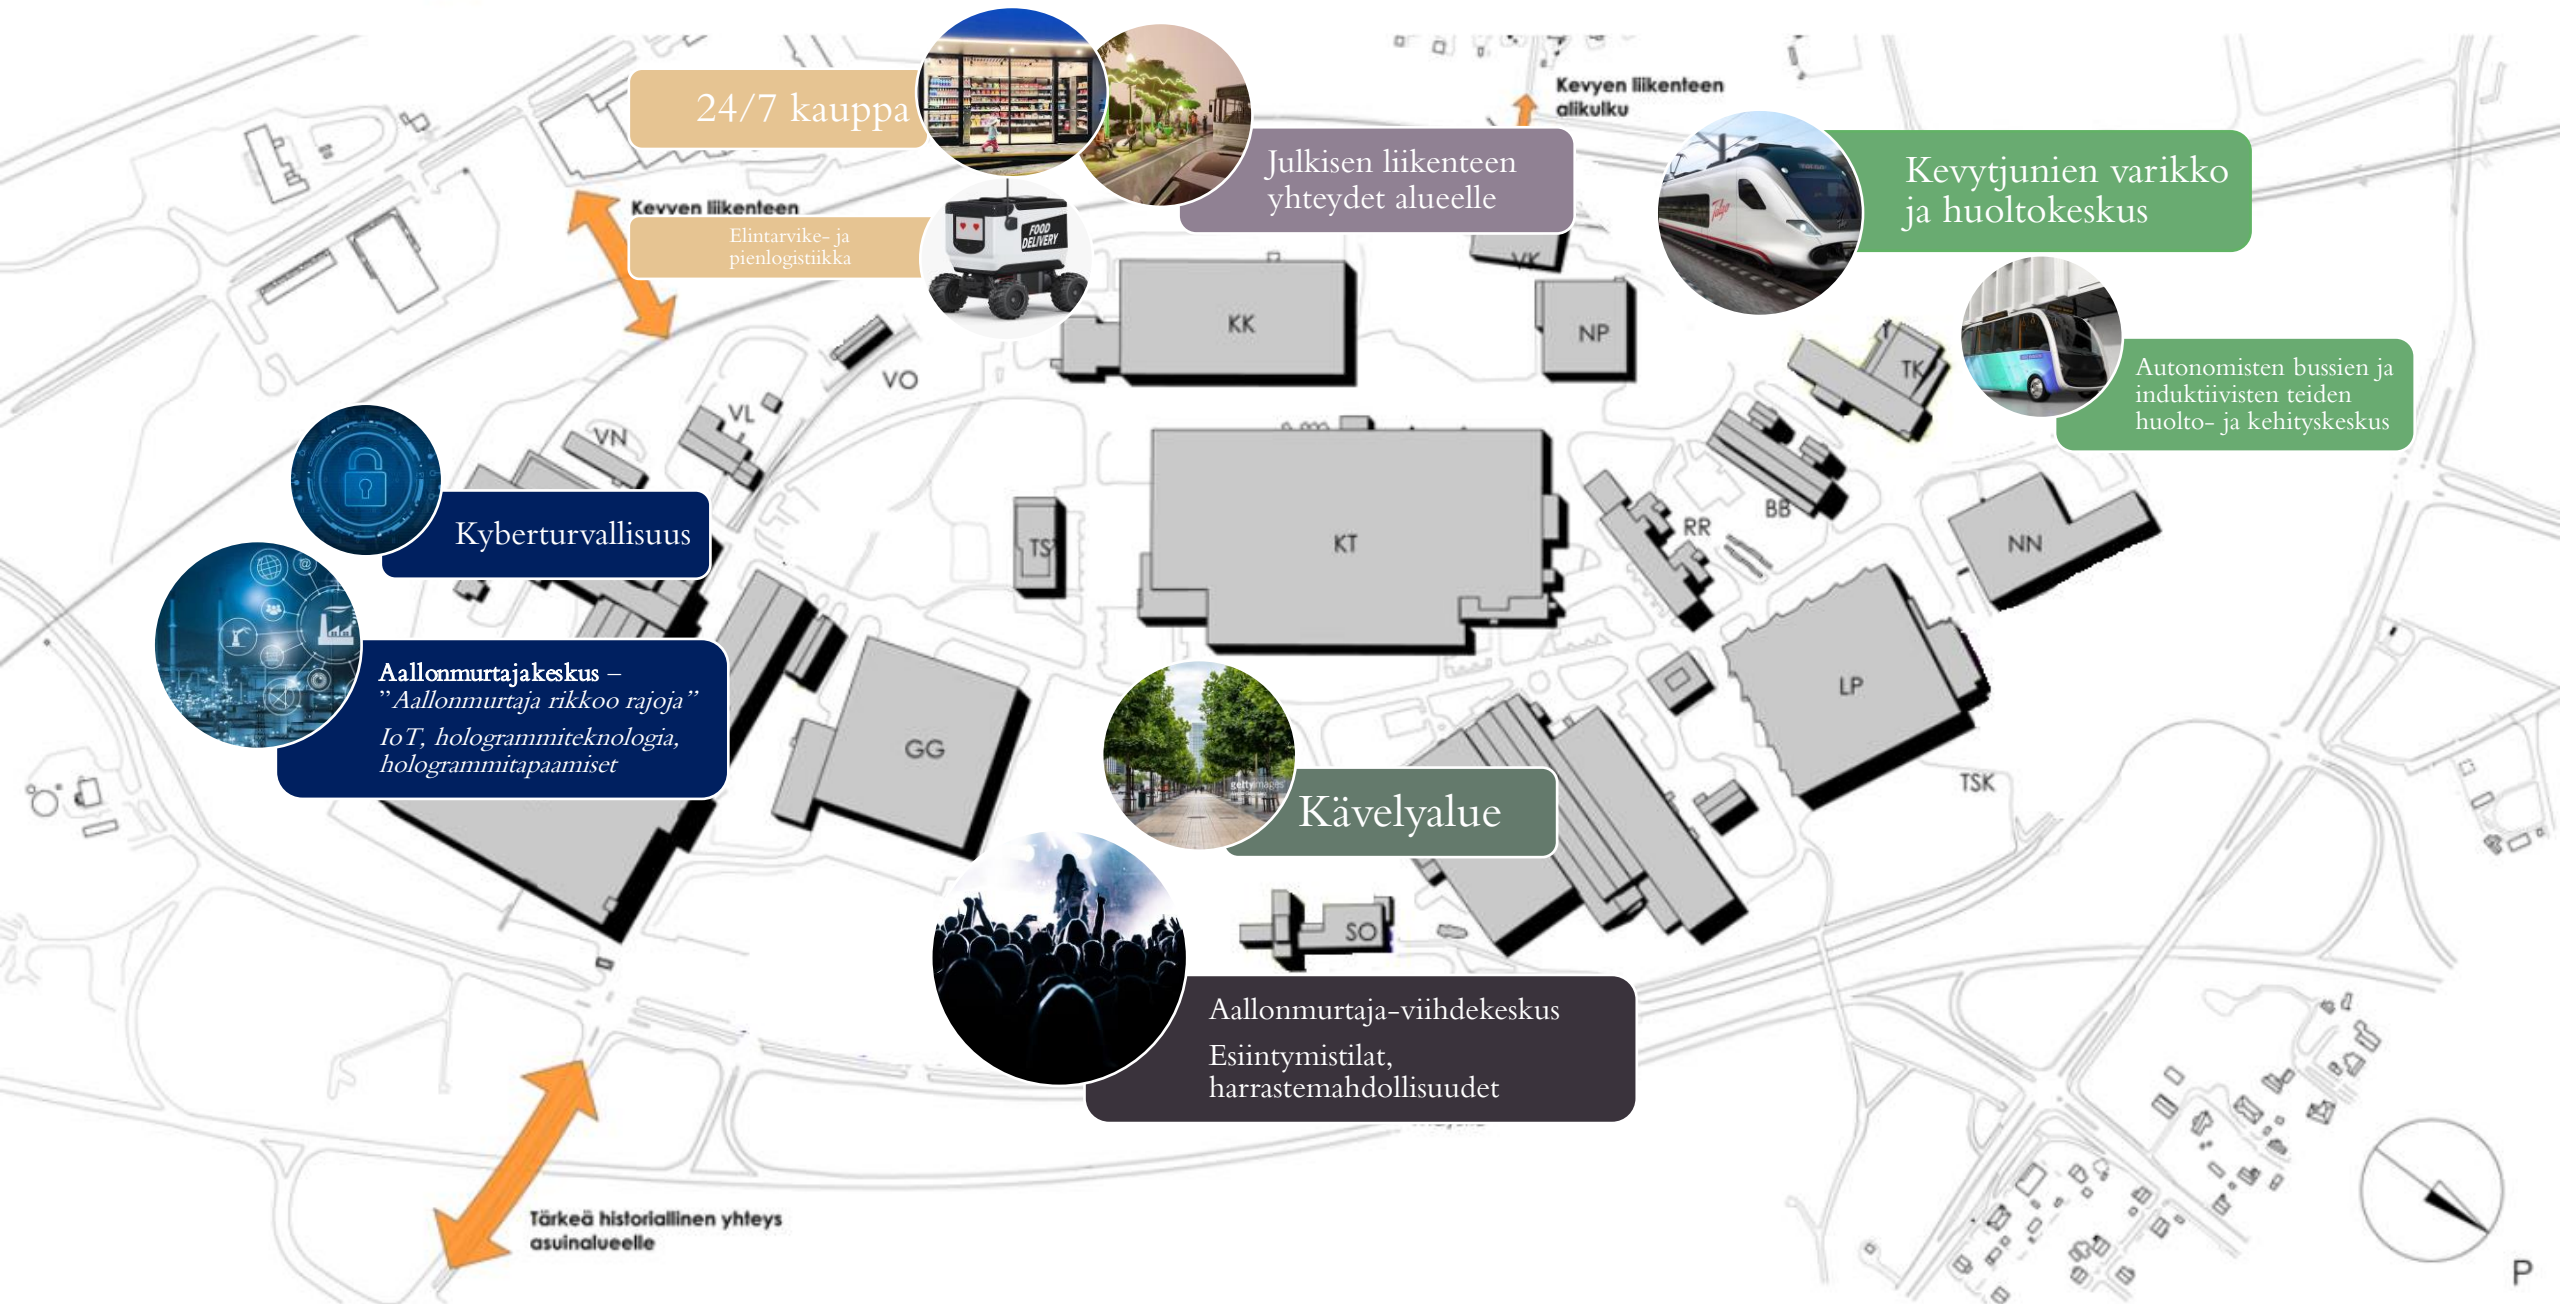 24/7 kauppa
Julkisen liikenteen
yhteydet alueelle
Kevyen liikenteen
alikulku
Kevytjunien varikko
ja huoltokeskus
Talgo
Kevyen liikenteen
Elintarvike- ja
pienlogistiikka
FOOD
DELIVERY
VK
KK
NP
TK
Autonomisten bussien ja
induktiivisten teiden
huolto- ja kehityskeskus
VO
VL
VN
Kyberturvallisuus
TS
KT
RR
BB
NN
Aallonmurtajakeskus –
”Aallonmurtaja rikkoo rajoja”
IoT, hologrammiteknologia,
hologrammitapaamiset
GG
LP
TSK
gettyimages
Kävelyalue
SO
Aallonmurtaja-viihdekeskus
Esiintymistilat,
harrastemahdollisuudet
Tärkeä historiallinen yhteys
asuinalueelle
P